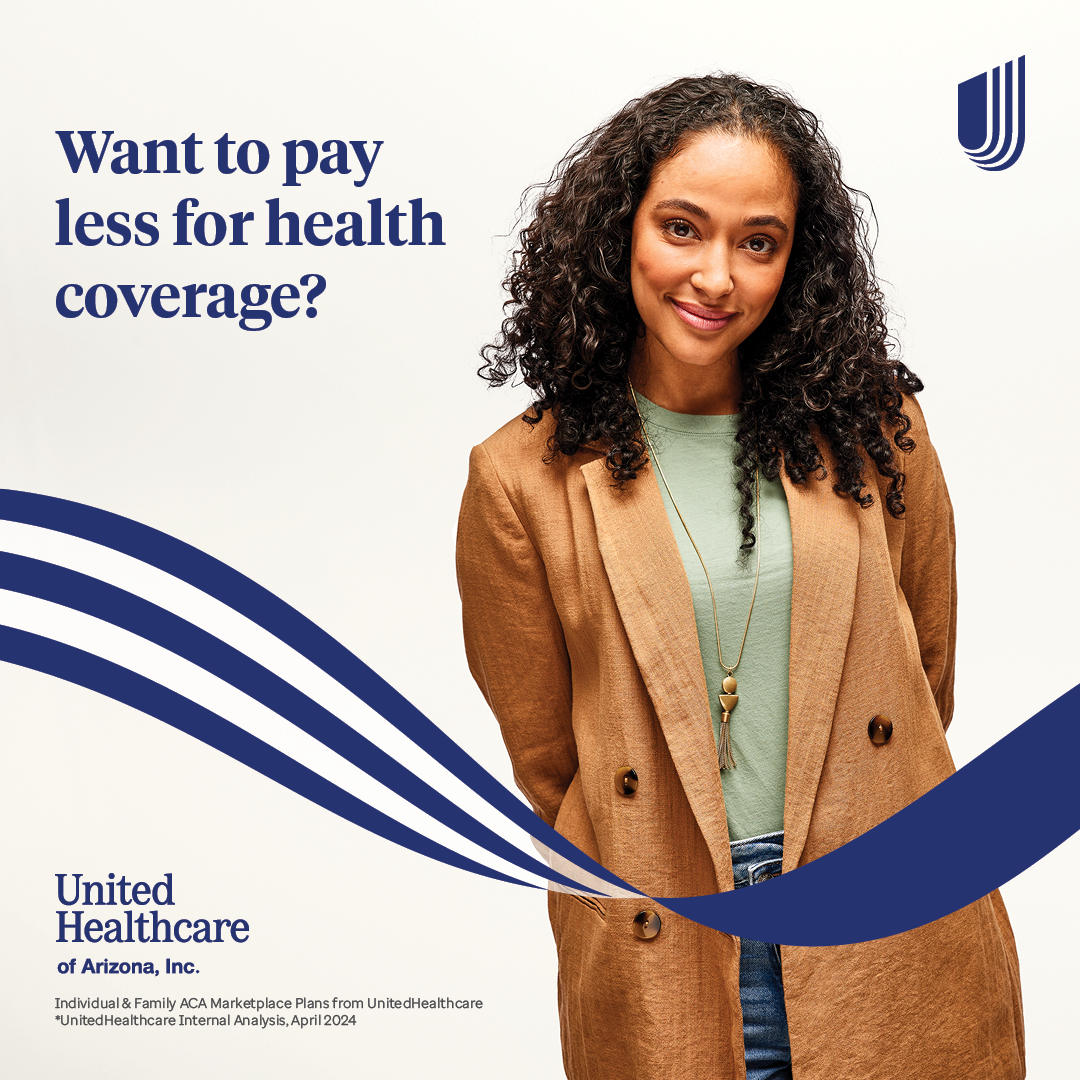 Want to pay
less for health
coverage?
United
Healthcare
of Arizona, Inc.
Individual & Family ACA Marketplace Plans from UnitedHealthcare
*UnitedHealthcare Internal Analysis, April 2024